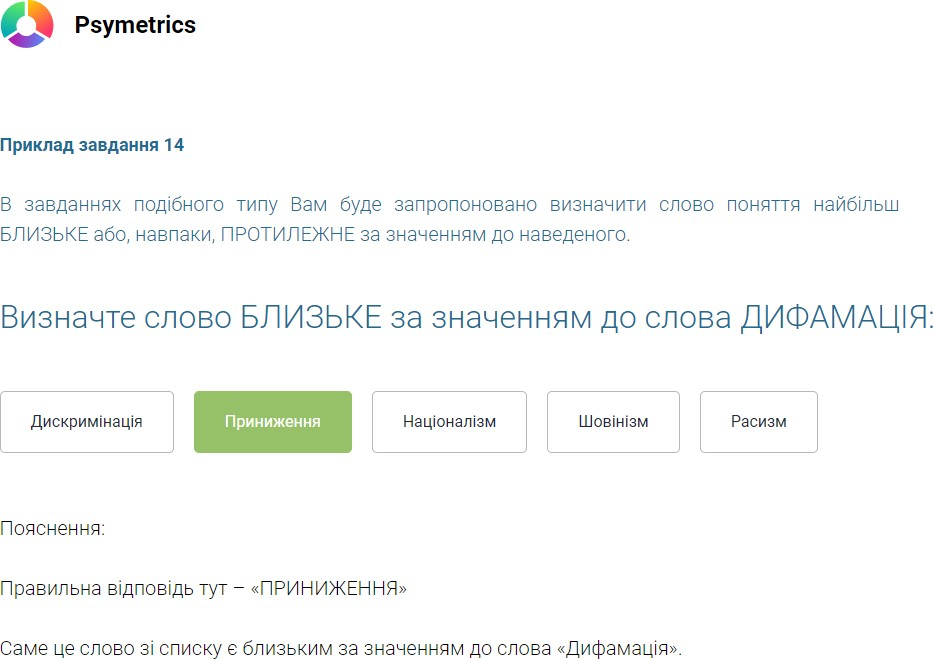 Psymetrics
Приклад завдання 14
В завданнях подібного типу Вам буде запропоновано визначити слово поняття найбільш
БЛИЗЬКЕ або, навпаки, ПРОТИЛЕЖНЕ за значенням до наведеного.
Визначте слово БЛИЗЬКЕ за значенням до слова ДИФАМАЦІЯ:
Дискримінація Приниження Націоналізм Шовінізм Расизм
Пояснення:
Правильна відповідь тут – «ПРИНИЖЕННЯ»
Саме це слово зі списку є близьким за значенням до слова «Дифамація».